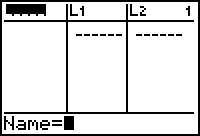 L1 L2 1
------ ------
Name=